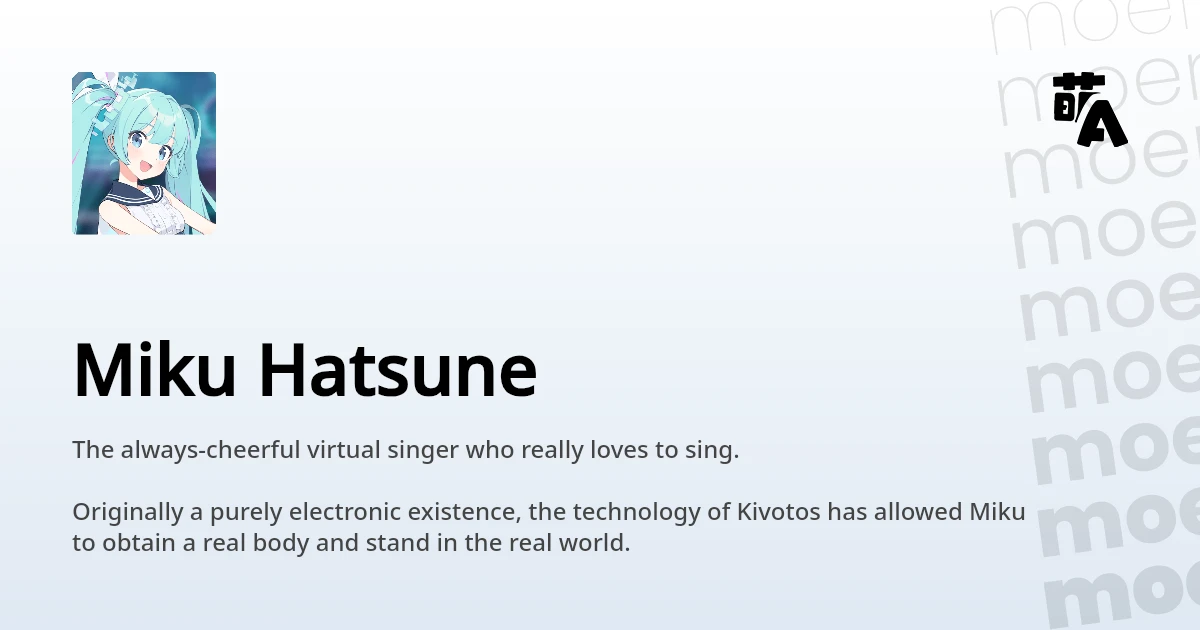 moe
moe
萌A
moe
moe
moe
moe
moe
moe
moe
Miku Hatsune
The always-cheerful virtual singer who really loves to sing.
Originally a purely electronic existence, the technology of Kivotos has allowed Miku
to obtain a real body and stand in the real world.